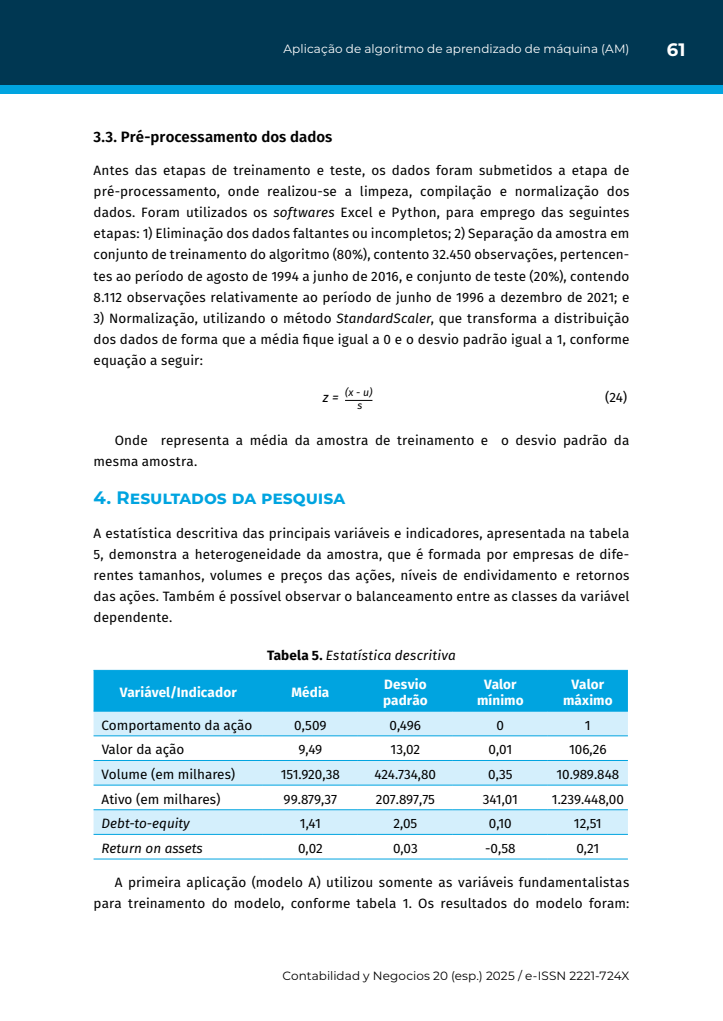 Aplicação de algoritmo de aprendizado de máquina (AM) 61
3.3. Pré-processamento dos dados
Antes das etapas de treinamento e teste, os dados foram submetidos a etapa de
pré-processamento, onde realizou-se a limpeza, compilação e normalização dos
dados. Foram utilizados os softwares Excel e Python, para emprego das seguintes
etapas: 1) Eliminação dos dados faltantes ou incompletos; 2) Separação da amostra em
conjunto de treinamento do algoritmo (80%), contento 32.450 observações, pertencen-
tes ao período de agosto de 1994 a junho de 2016, e conjunto de teste (20%), contendo
8.112 observações relativamente ao período de junho de 1996 a dezembro de 2021; e
3) Normalização, utilizando o método StandardScaler, que transforma a distribuição
dos dados de forma que a média fique igual a 0 e o desvio padrão igual a 1, conforme
equação a seguir:
z = (x - u) / s (24)
Onde representa a média da amostra de treinamento e o desvio padrão da
mesma amostra.
4. Resultados da pesquisa
A estatística descritiva das principais variáveis e indicadores, apresentada na tabela
5, demonstra a heterogeneidade da amostra, que é formada por empresas de dife-
rentes tamanhos, volumes e preços das ações, níveis de endividamento e retornos
das ações. Também é possível observar o balanceamento entre as classes da variável
dependente.
Tabela 5. Estatística descritiva
Variável/Indicador Média Desvio padrão Valor mínimo Valor máximo
Comportamento da ação 0,509 0,496 0 1
Valor da ação 9,49 13,02 0,01 106,26
Volume (em milhares) 151.920,38 424.734,80 0,35 10.989.848
Ativo (em milhares) 99.879,37 207.897,75 341,01 1.239.448,00
Debt-to-equity 1,41 2,05 0,10 12,51
Return on assets 0,02 0,03 -0,58 0,21
A primeira aplicação (modelo A) utilizou somente as variáveis fundamentalistas
para treinamento do modelo, conforme tabela 1. Os resultados do modelo foram:
Contabilidad y Negocios 20 (esp.) 2025 / e-ISSN 2221-724X